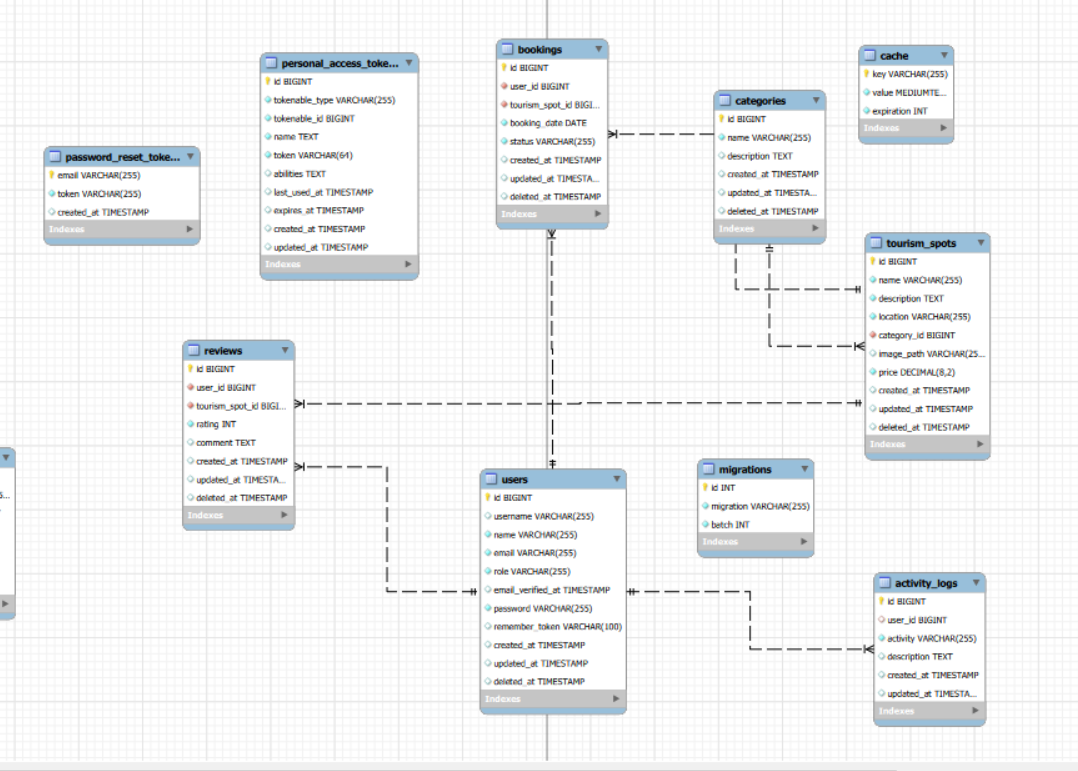 password_reset_toke...
email VARCHAR(255)
token VARCHAR(255)
created_at TIMESTAMP
Indexes
personal_access_toke...
id BIGINT
tokenable_type VARCHAR(255)
tokenable_id BIGINT
name TEXT
token VARCHAR(64)
abilities TEXT
last_used_at TIMESTAMP
expires_at TIMESTAMP
created_at TIMESTAMP
updated_at TIMESTAMP
Indexes
bookings
id BIGINT
user_id BIGINT
tourism_spot_id BIGI...
booking_date DATE
status VARCHAR(255)
created_at TIMESTAMP
updated_at TIMESTA...
deleted_at TIMESTAMP
Indexes
categories
id BIGINT
name VARCHAR(255)
description TEXT
created_at TIMESTAMP
updated_at TIMESTA...
deleted_at TIMESTAMP
Indexes
cache
key VARCHAR(255)
value MEDIUMTE...
expiration INT
Indexes
tourism_spots
id BIGINT
name VARCHAR(255)
description TEXT
location VARCHAR(255)
category_id BIGINT
image_path VARCHAR(25...
price DECIMAL(8,2)
created_at TIMESTAMP
updated_at TIMESTAMP
deleted_at TIMESTAMP
Indexes
reviews
id BIGINT
user_id BIGINT
tourism_spot_id BIGI...
rating INT
comment TEXT
created_at TIMESTAMP
updated_at TIMESTA...
deleted_at TIMESTAMP
Indexes
users
id BIGINT
username VARCHAR(255)
name VARCHAR(255)
email VARCHAR(255)
role VARCHAR(255)
email_verified_at TIMESTAMP
password VARCHAR(255)
remember_token VARCHAR(100)
created_at TIMESTAMP
updated_at TIMESTAMP
deleted_at TIMESTAMP
Indexes
migrations
id INT
migration VARCHAR(255)
batch INT
Indexes
activity_logs
id BIGINT
user_id BIGINT
activity VARCHAR(255)
description TEXT
created_at TIMESTAMP
updated_at TIMESTA...
Indexes